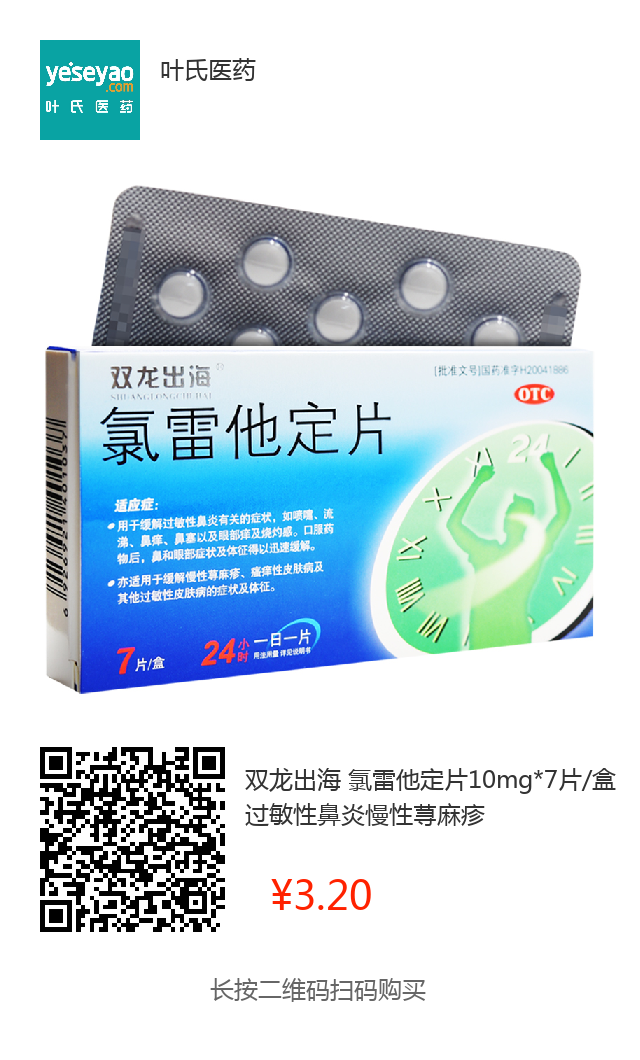 yeseyao
.com
叶氏医药
叶氏医药
双龙出海
SHUANGLONGCHUHAI
[批准文号]国药准字H20041886
OTC
氯雷他定片
24
适应症:
●用于缓解过敏性鼻炎有关的症状,如喷嚏、流
涕、鼻痒、鼻塞以及眼部痒及烧灼感。口服药
物后,鼻和眼部症状及体征得以迅速缓解。
●亦适用于缓解慢性荨麻疹、瘙痒性皮肤病及
其他过敏性皮肤病的症状及体征。
7片/盒
24小时
一日一片
用法用量 详见说明书
双龙出海 氯雷他定片10mg*7片/盒
过敏性鼻炎慢性荨麻疹
¥3.20
长按二维码扫码购买